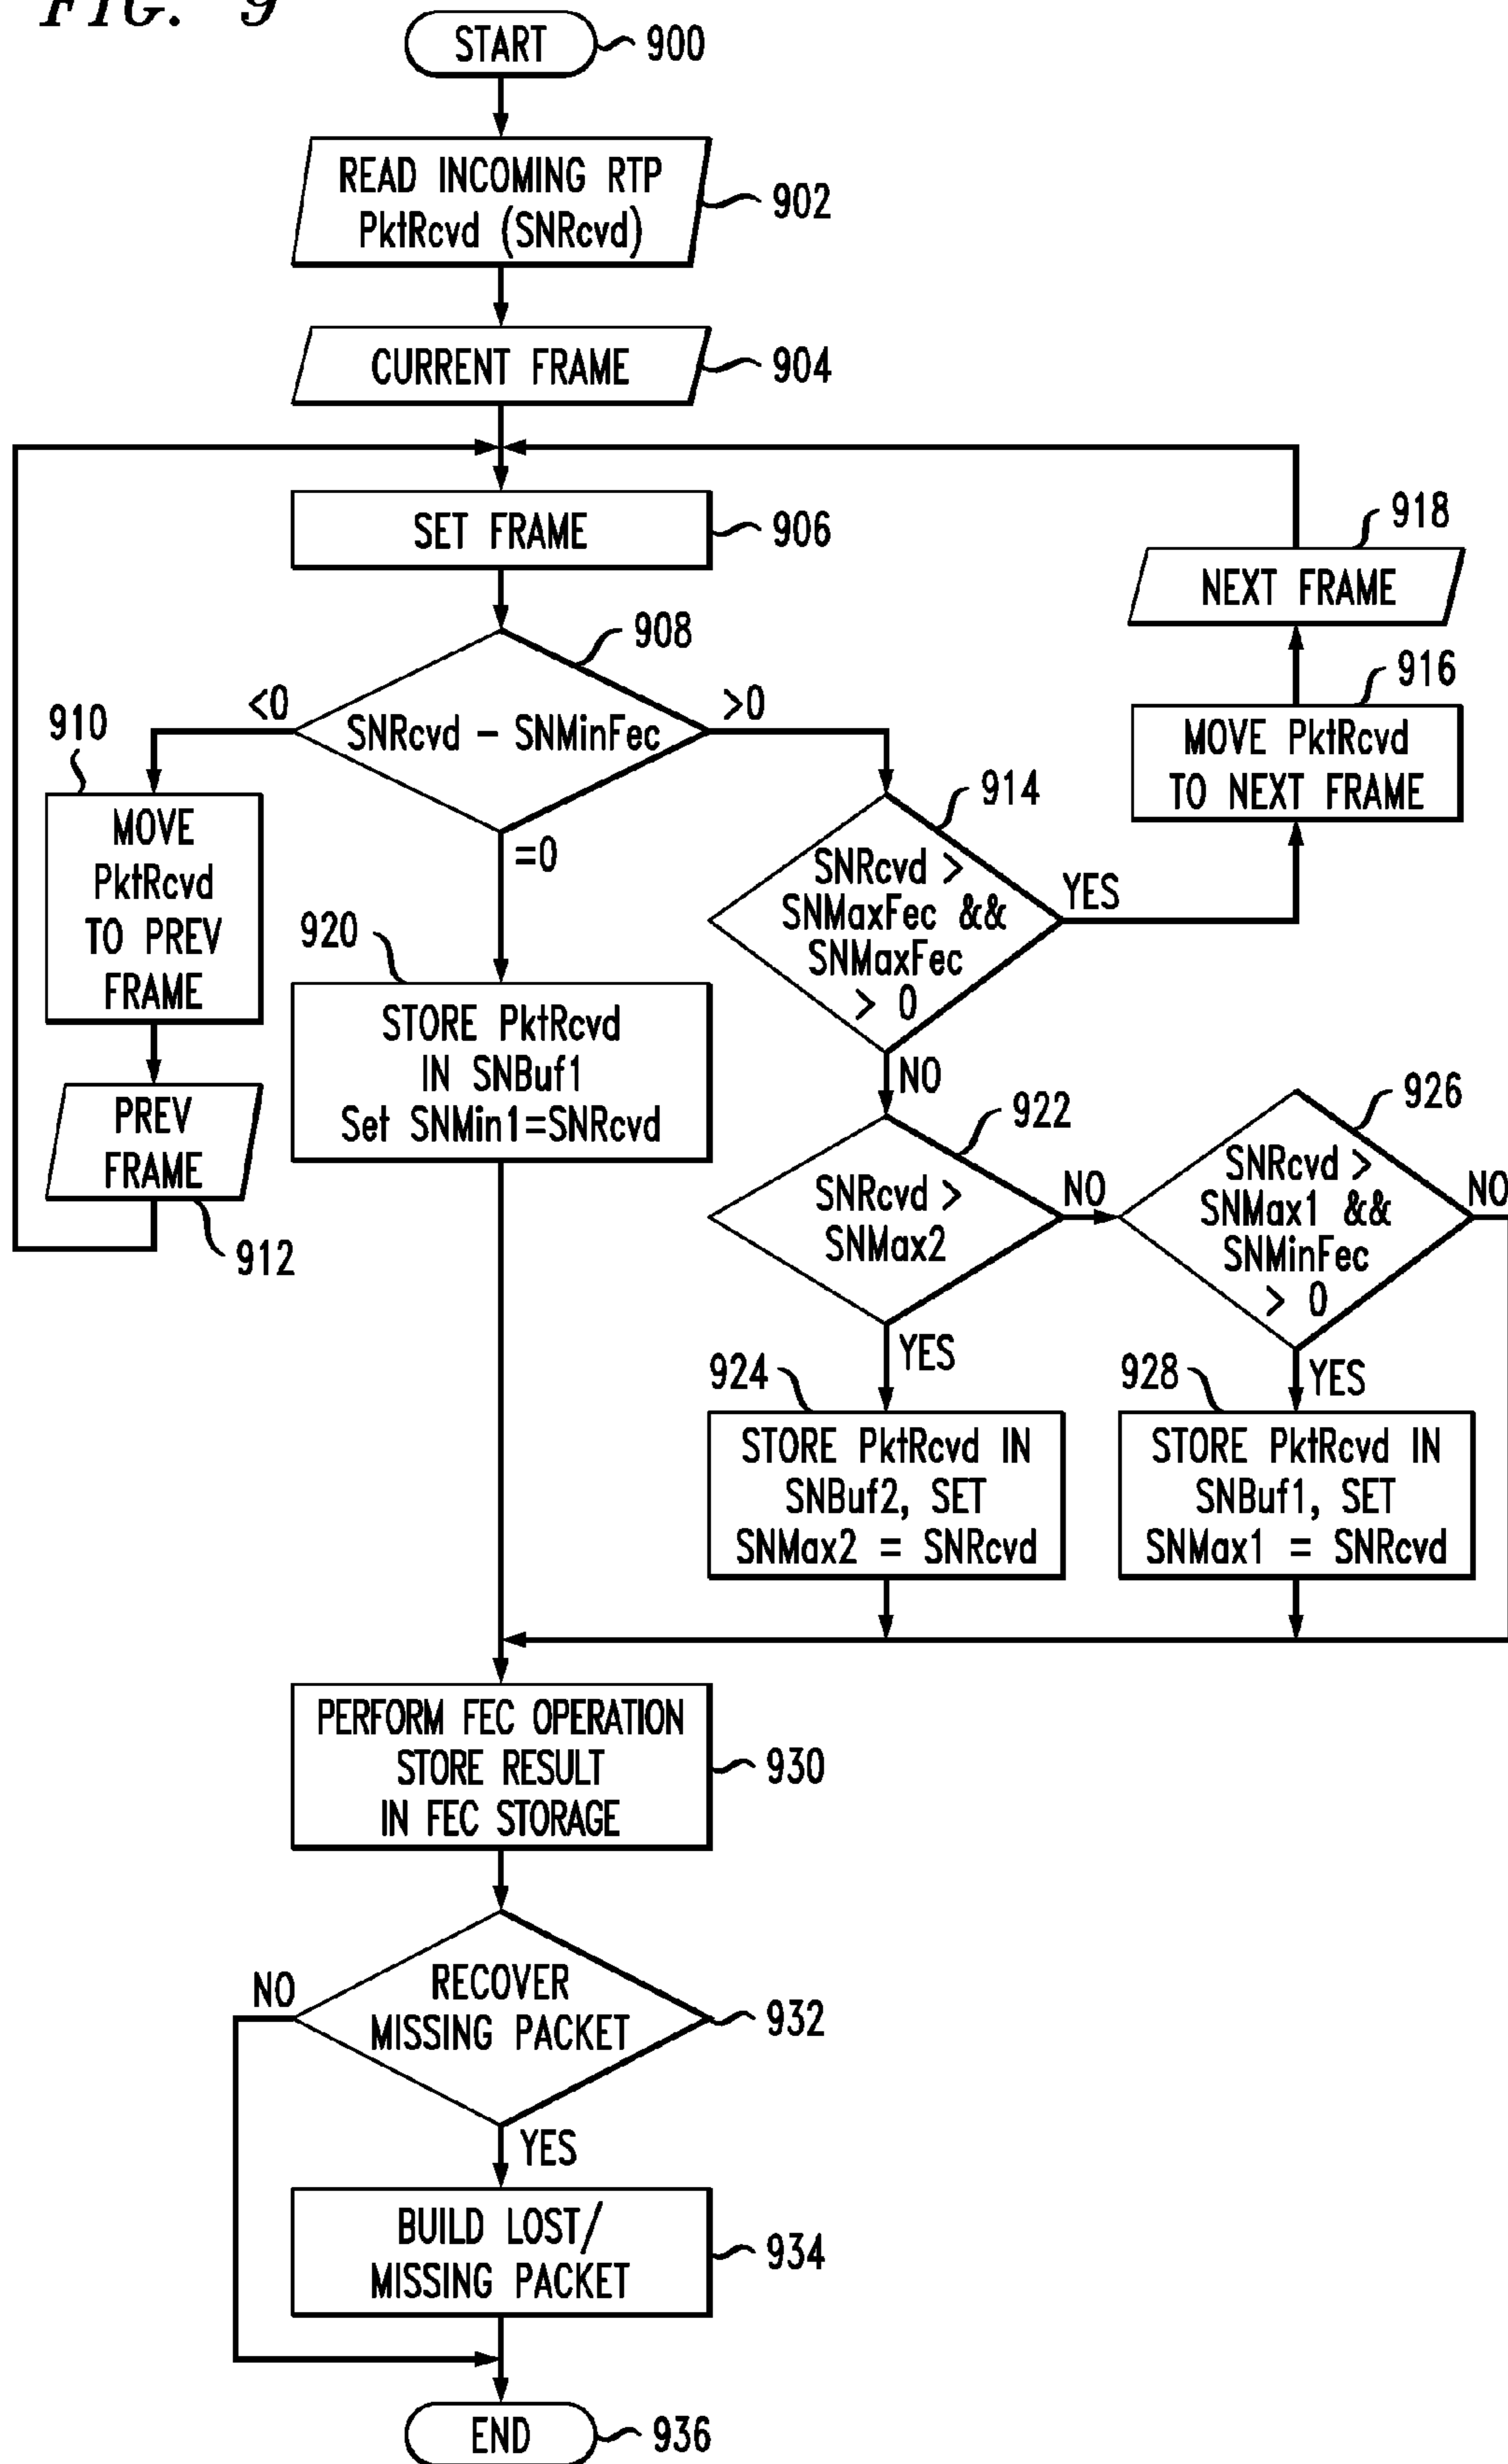 FIG. 9
START
900
READ INCOMING RTP
PktRcvd (SNRcvd)
902
CURRENT FRAME
904
SET FRAME
906
918
NEXT FRAME
908
916
MOVE PktRcvd
TO NEXT FRAME
<0
SNRcvd - SNMinFec
>0
=0
910
MOVE
PktRcvd
TO PREV
FRAME
PREV
FRAME
912
914
SNRcvd >
SNMaxFec &&
SNMaxFec
> 0
YES
NO
920
STORE PktRcvd
IN SNBuf1
Set SNMin1=SNRcvd
922
SNRcvd >
SNMax2
NO
YES
926
SNRcvd >
SNMax1 &&
SNMinFec
> 0
NO
YES
924
STORE PktRcvd IN
SNBuf2, SET
SNMax2 = SNRcvd
928
STORE PktRcvd IN
SNBuf1, SET
SNMax1 = SNRcvd
PERFORM FEC OPERATION
STORE RESULT
IN FEC STORAGE
930
NO
RECOVER
MISSING PACKET
932
YES
BUILD LOST/
MISSING PACKET
934
END
936